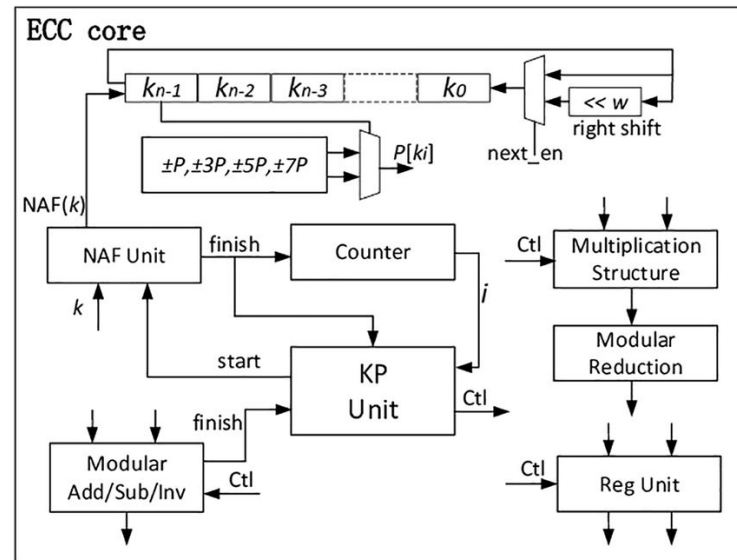 ECC core
kn-1 kn-2 kn-3 k0
<< w
right shift
next_en
±P,±3P,±5P,±7P
P[ki]
NAF(k)
NAF Unit
finish
Counter
Ctl
Multiplication
Structure
k
i
start
KP
Unit
Modular
Reduction
Ctl
finish
Modular
Add/Sub/Inv
Ctl
Ctl
Reg Unit